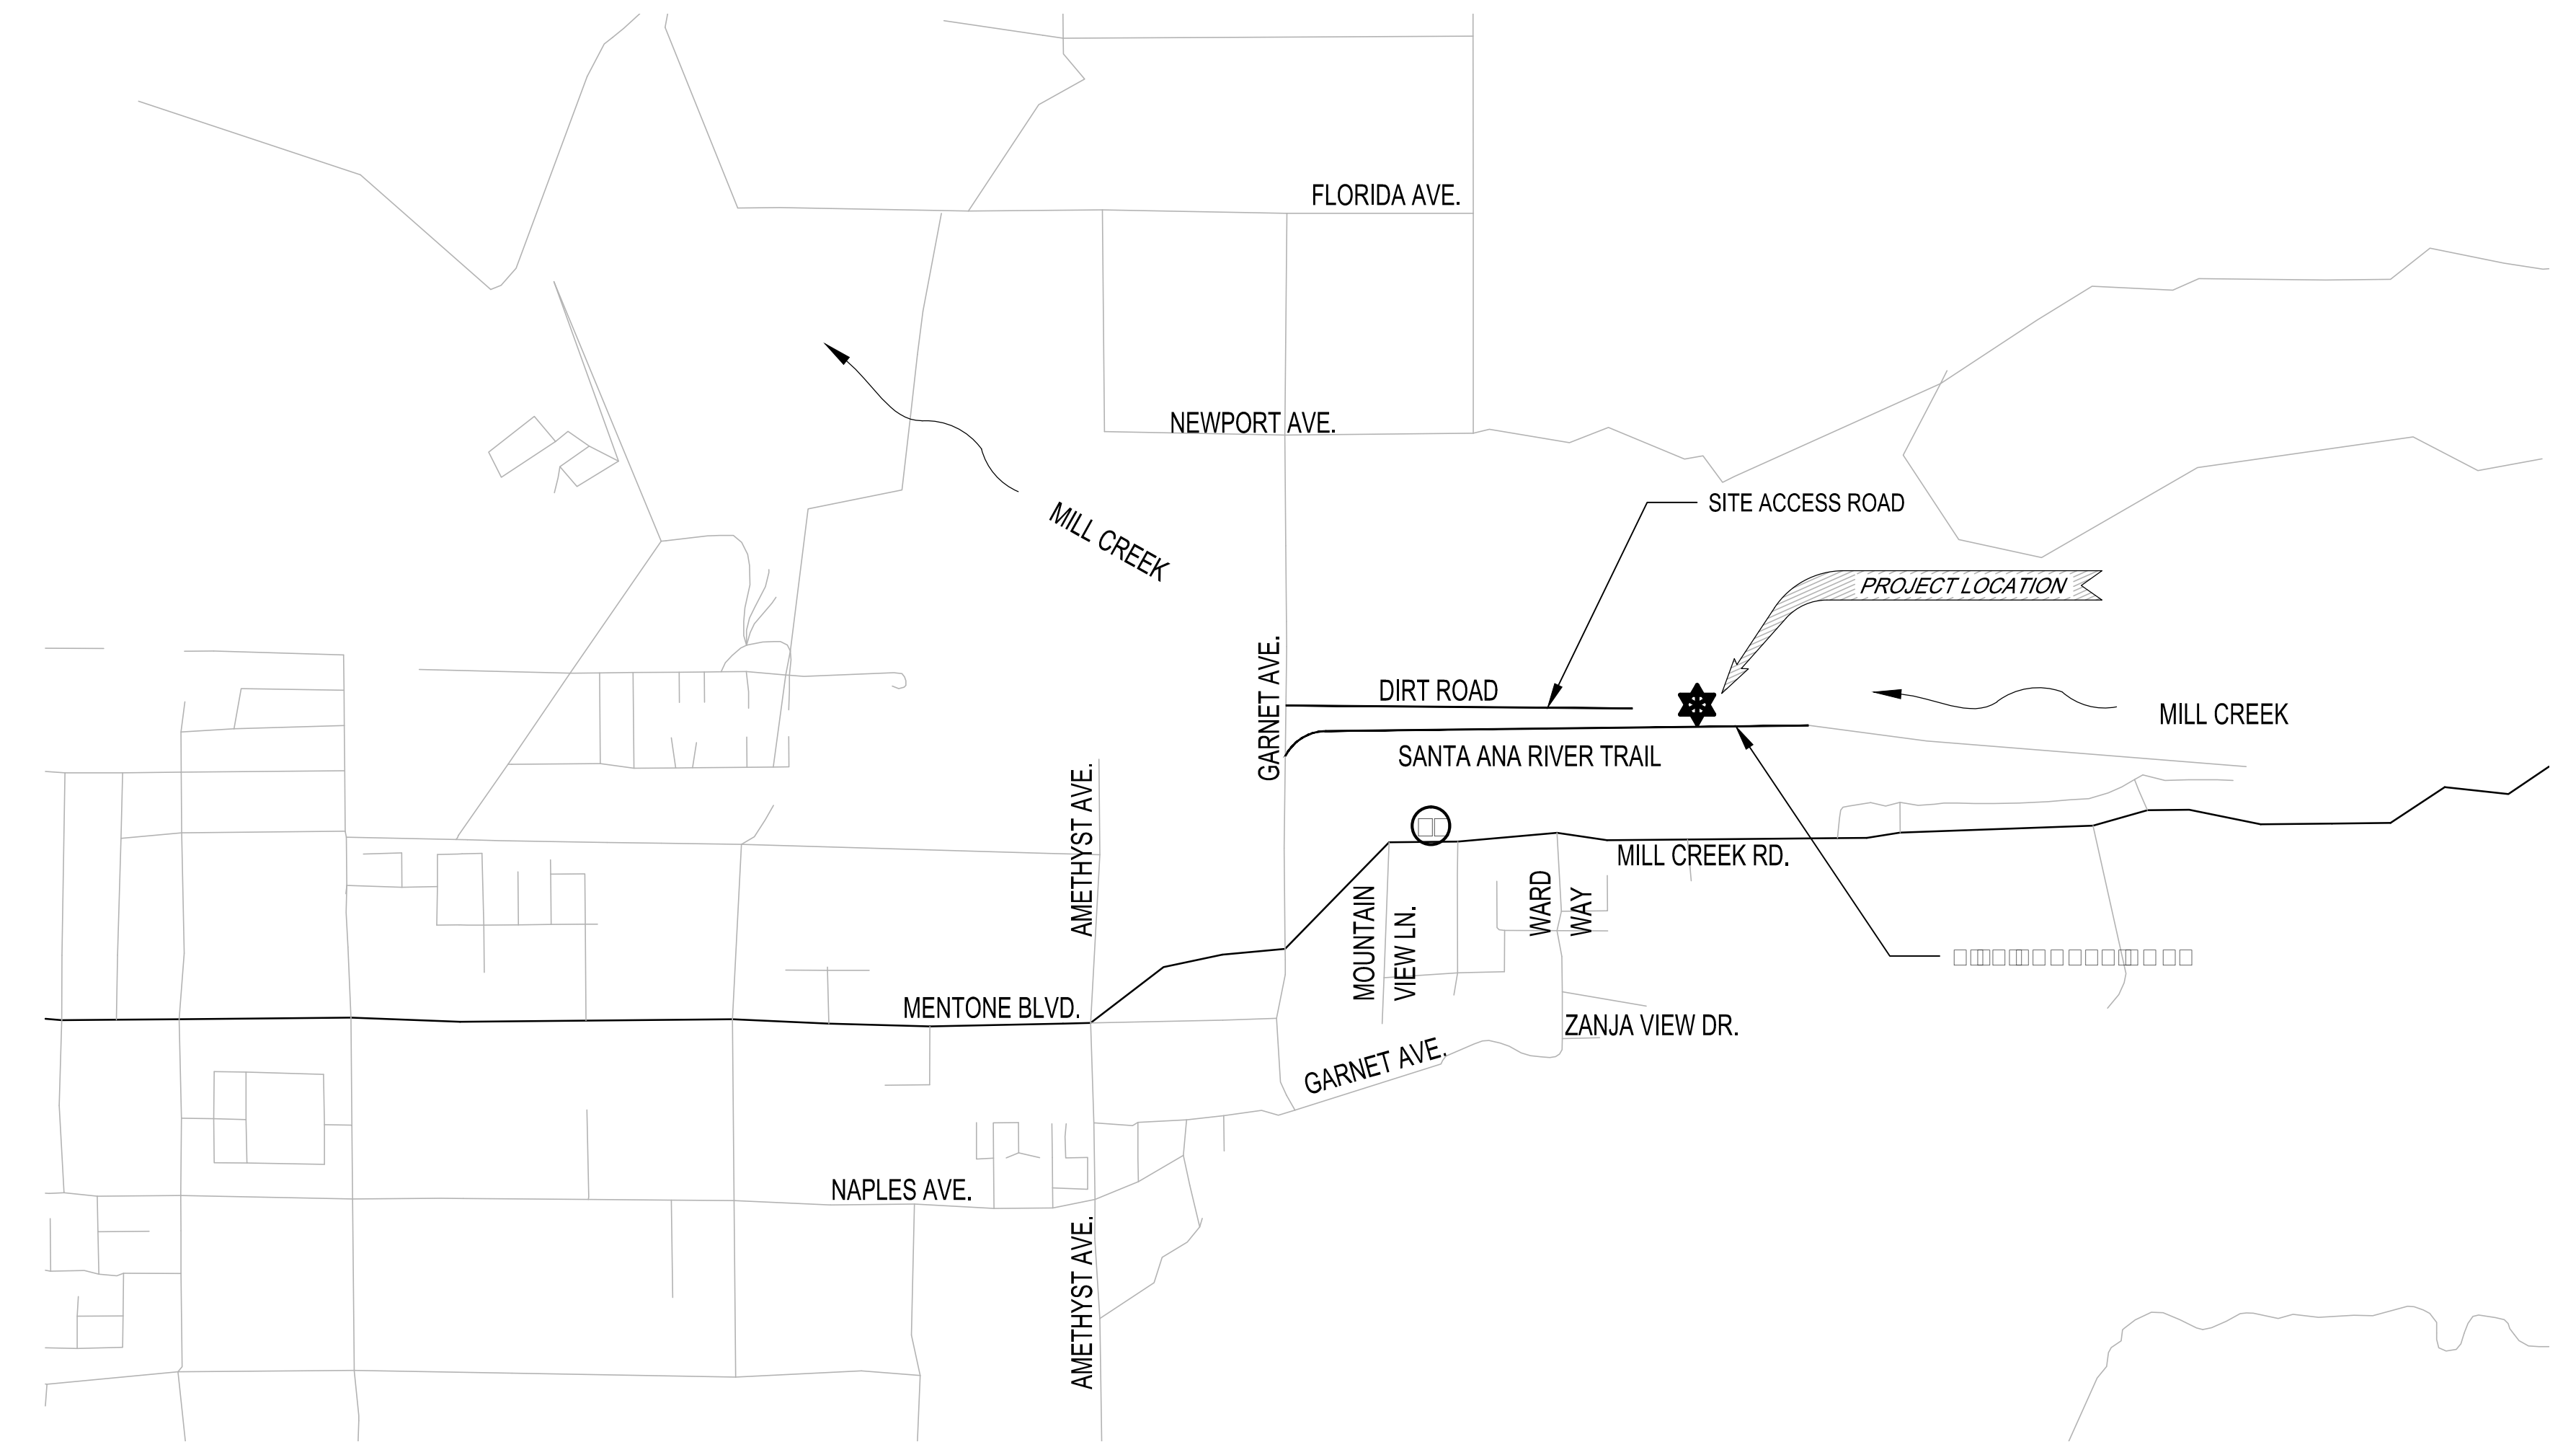 FLORIDA AVE.
NEWPORT AVE.
SITE ACCESS ROAD
MILL CREEK
PROJECT LOCATION
GARNET AVE.
DIRT ROAD
MILL CREEK
SANTA ANA RIVER TRAIL
AMETHYST AVE.
MILL CREEK RD.
MOUNTAIN
VIEW LN.
WARD
WAY
MENTONE BLVD.
ZANJA VIEW DR.
GARNET AVE.
NAPLES AVE.
AMETHYST AVE.